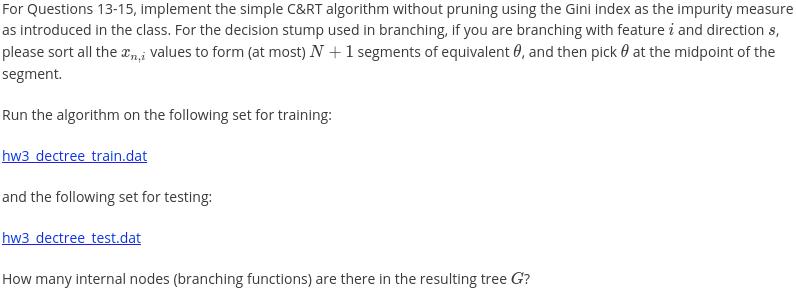 For Questions 13-15, implement the simple C&RT algorithm without pruning using the Gini index as the impurity measure
as introduced in the class. For the decision stump used in branching, if you are branching with feature i and direction s,
please sort all the x_{n,i} values to form (at most) N + 1 segments of equivalent θ, and then pick θ at the midpoint of the
segment.
Run the algorithm on the following set for training:
hw3_dectree_train.dat
and the following set for testing:
hw3_dectree_test.dat
How many internal nodes (branching functions) are there in the resulting tree G?